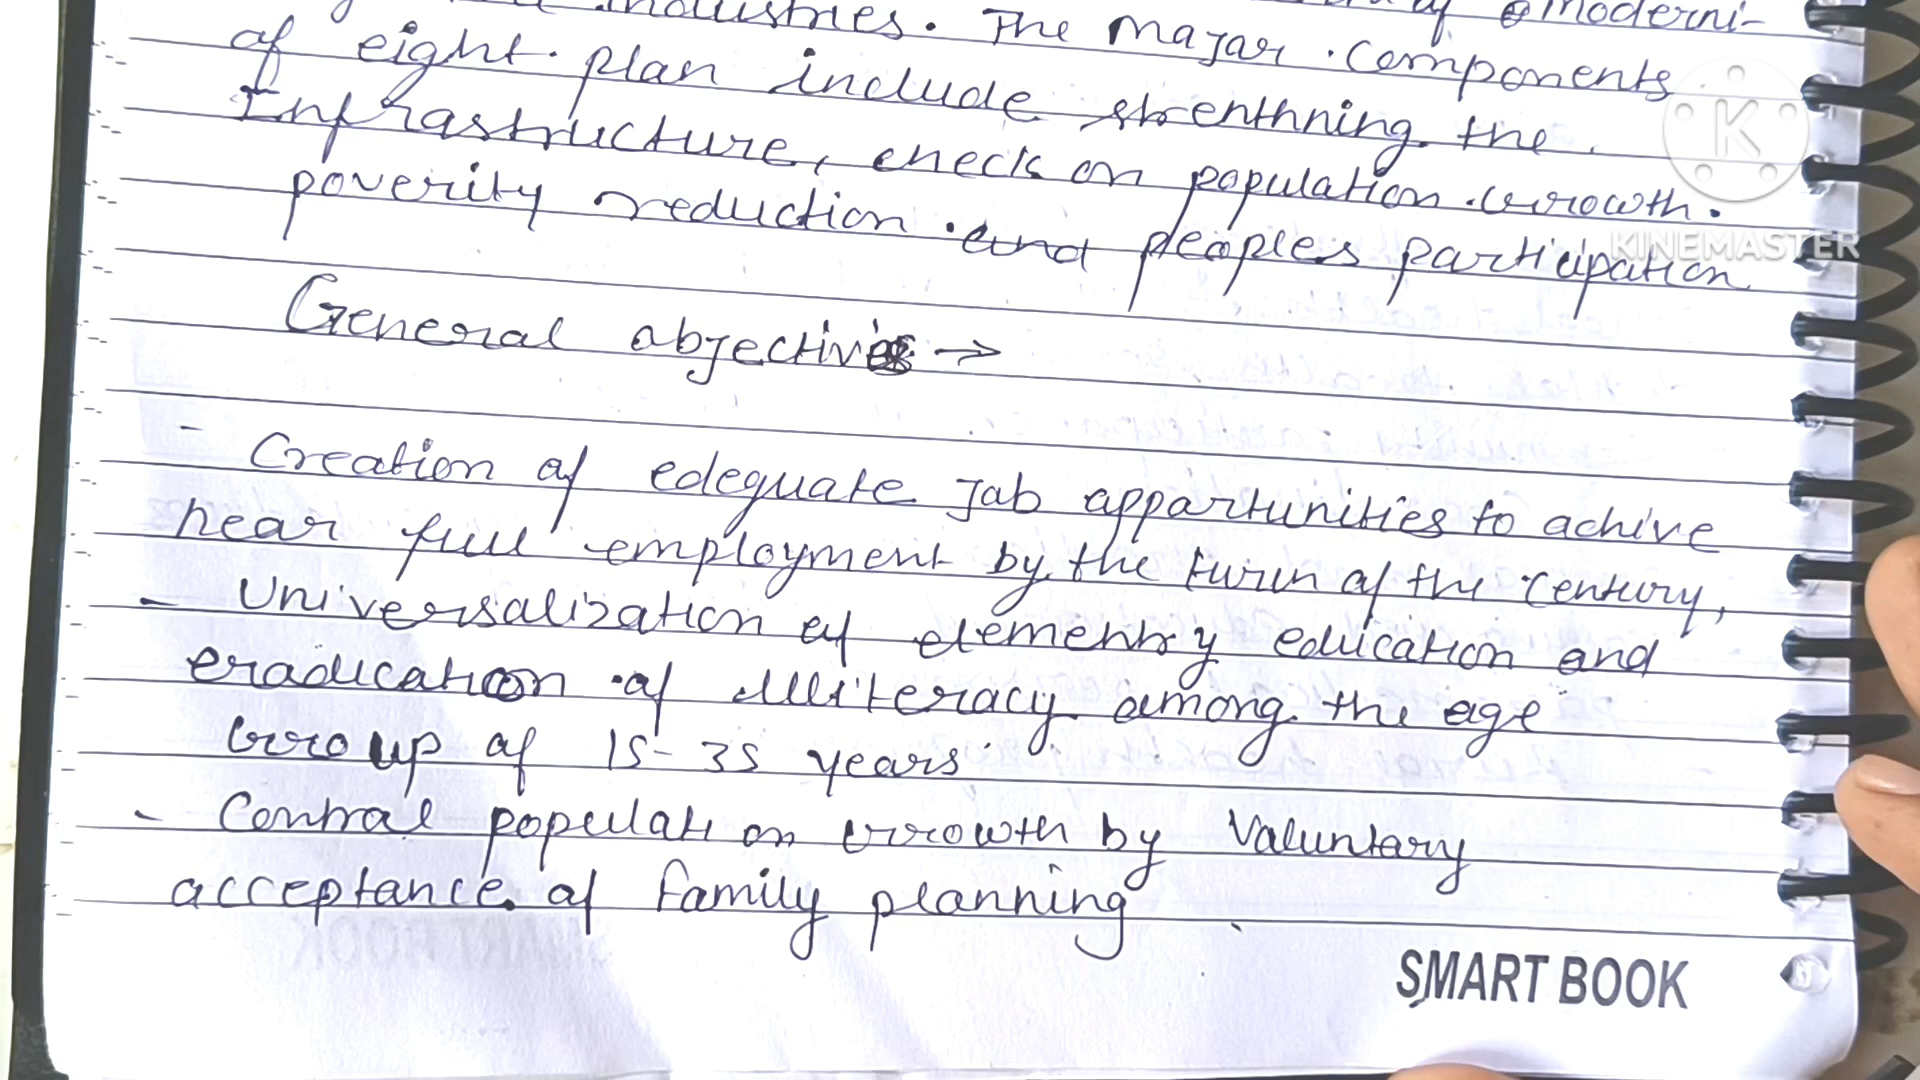 industries. The major components
of eight plan include strenthning the
Infrastructure, check on population Growth.
poverity reduction and peoples participation
General objectives →
- Creation of edequate Job opportunities to achive
near full employment by the turn of the Century,
- Universalization of elementry education and
eradication of illiteracy among the age
Group of 15-35 years
- Contral population Growth by Valuntary
acceptance of Family planning
SMART BOOK
K
KINEMASTER